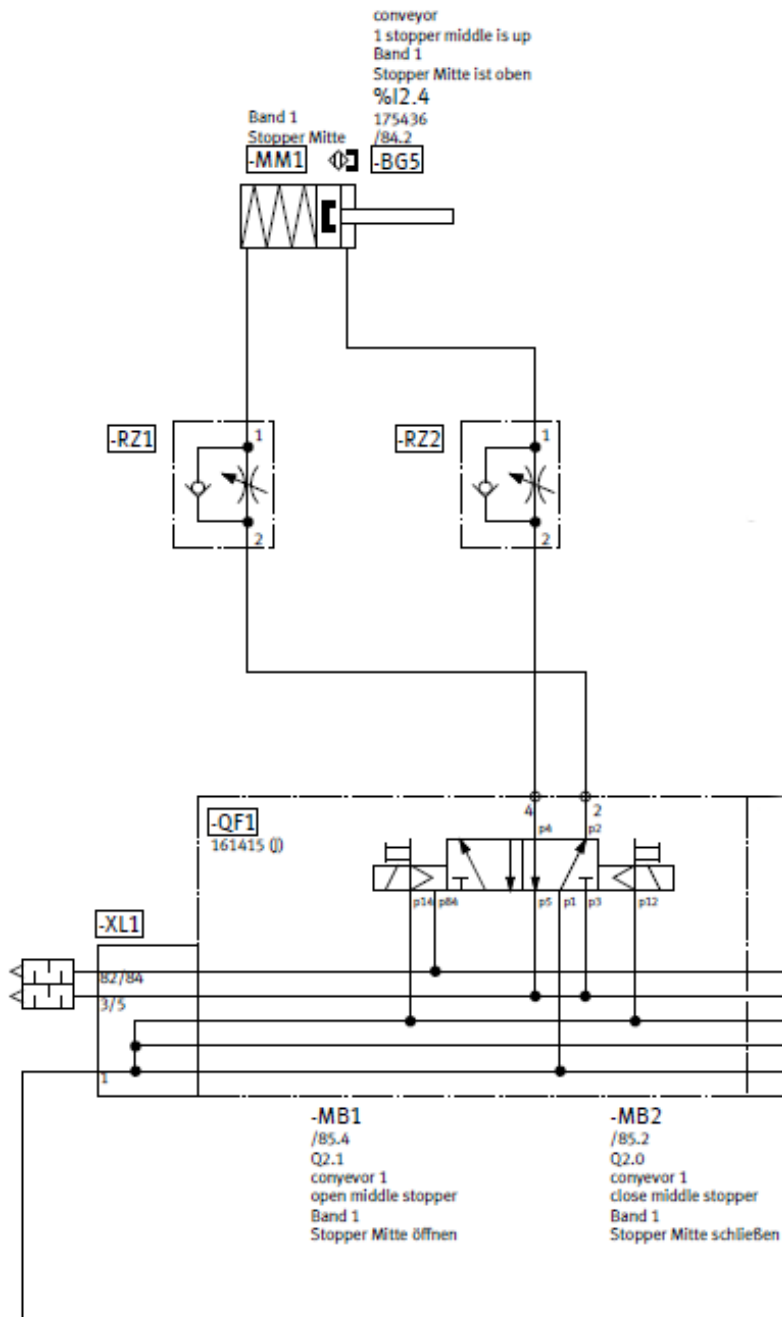 conveyor
1 stopper middle is up
Band 1
Stopper Mitte ist oben
%I2.4
175436
/84.2
-BG5
Band 1
Stopper Mitte
-MM1
-RZ1
1
2
-RZ2
1
2
-QF1
161415 (J)
4
2
p4
p2
p14
p84
p5
p1
p3
p12
-XL1
82/84
3/5
1
-MB1
/85.4
Q2.1
conyevor 1
open middle stopper
Band 1
Stopper Mitte öffnen
-MB2
/85.2
Q2.0
conyevor 1
close middle stopper
Band 1
Stopper Mitte schließen